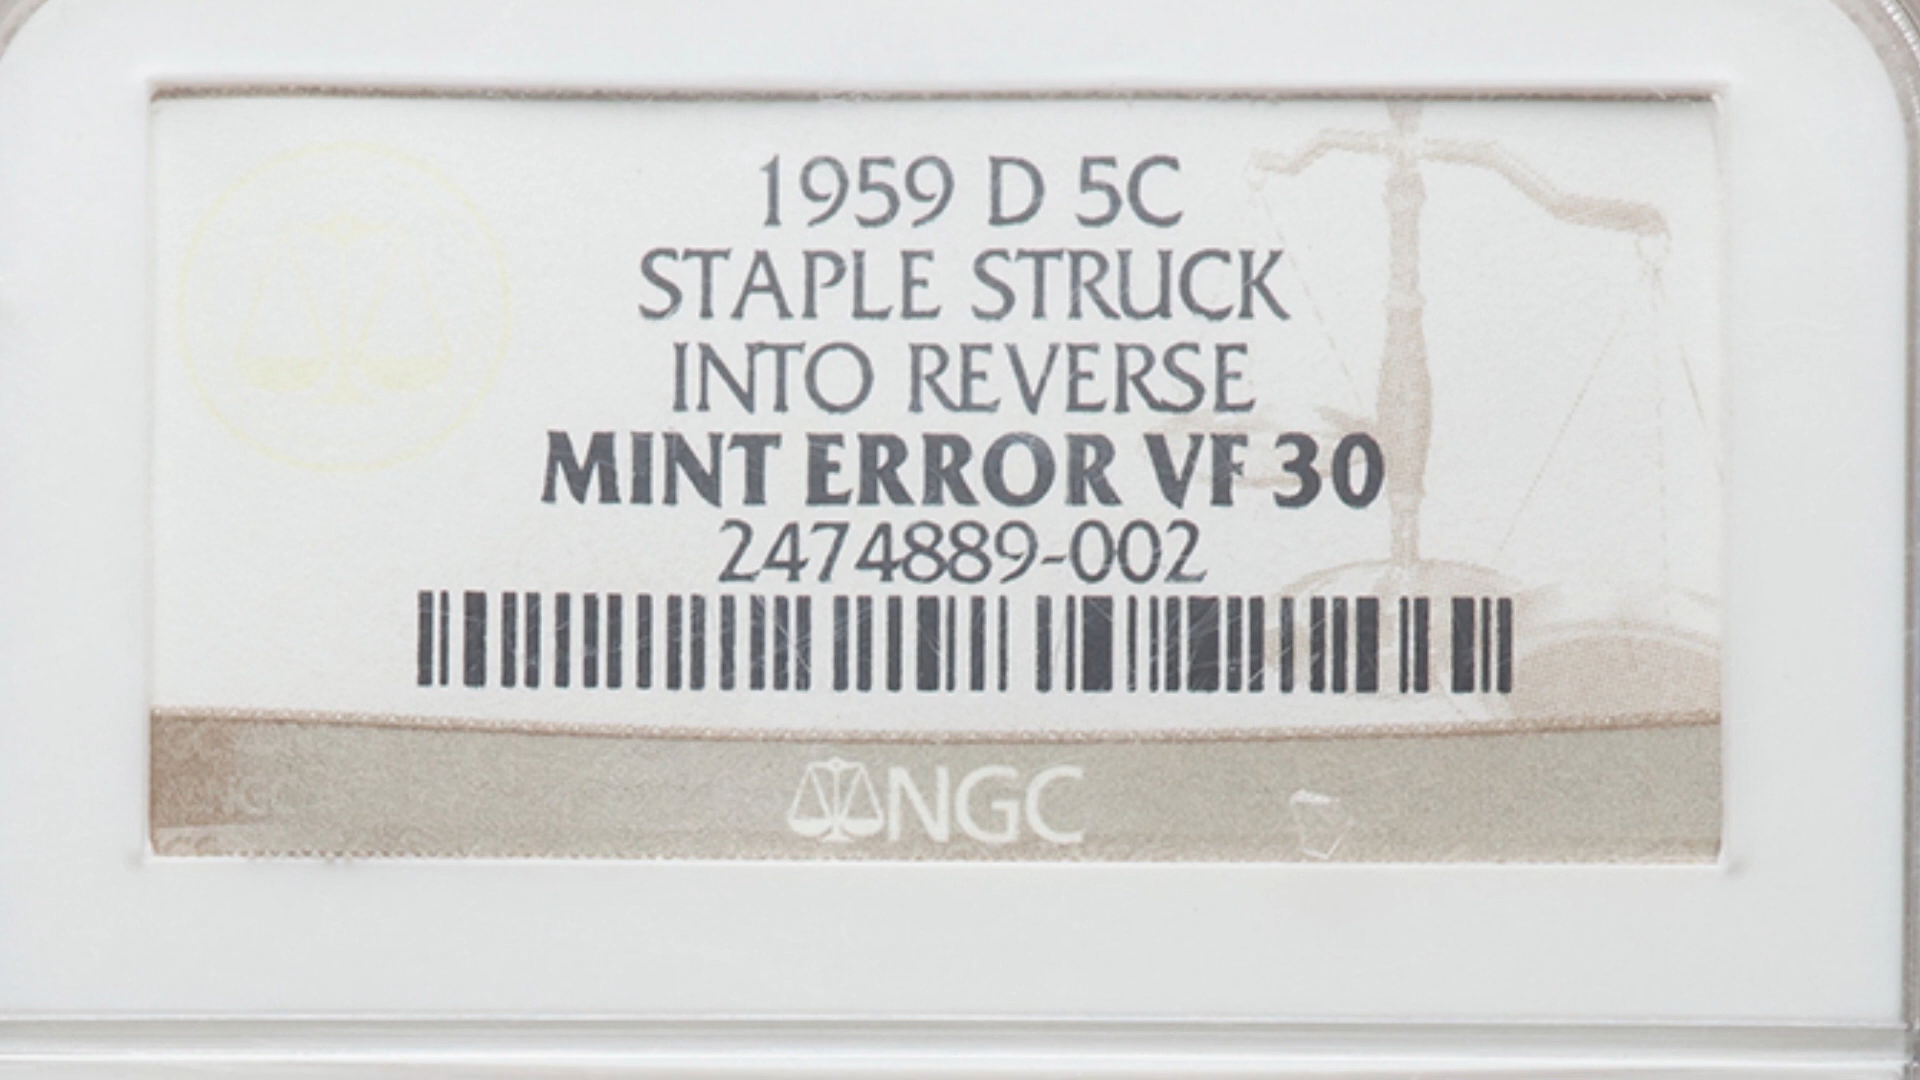 1959 D 5C
STAPLE STRUCK
INTO REVERSE
MINT ERROR VF 30
2474889-002
NGC